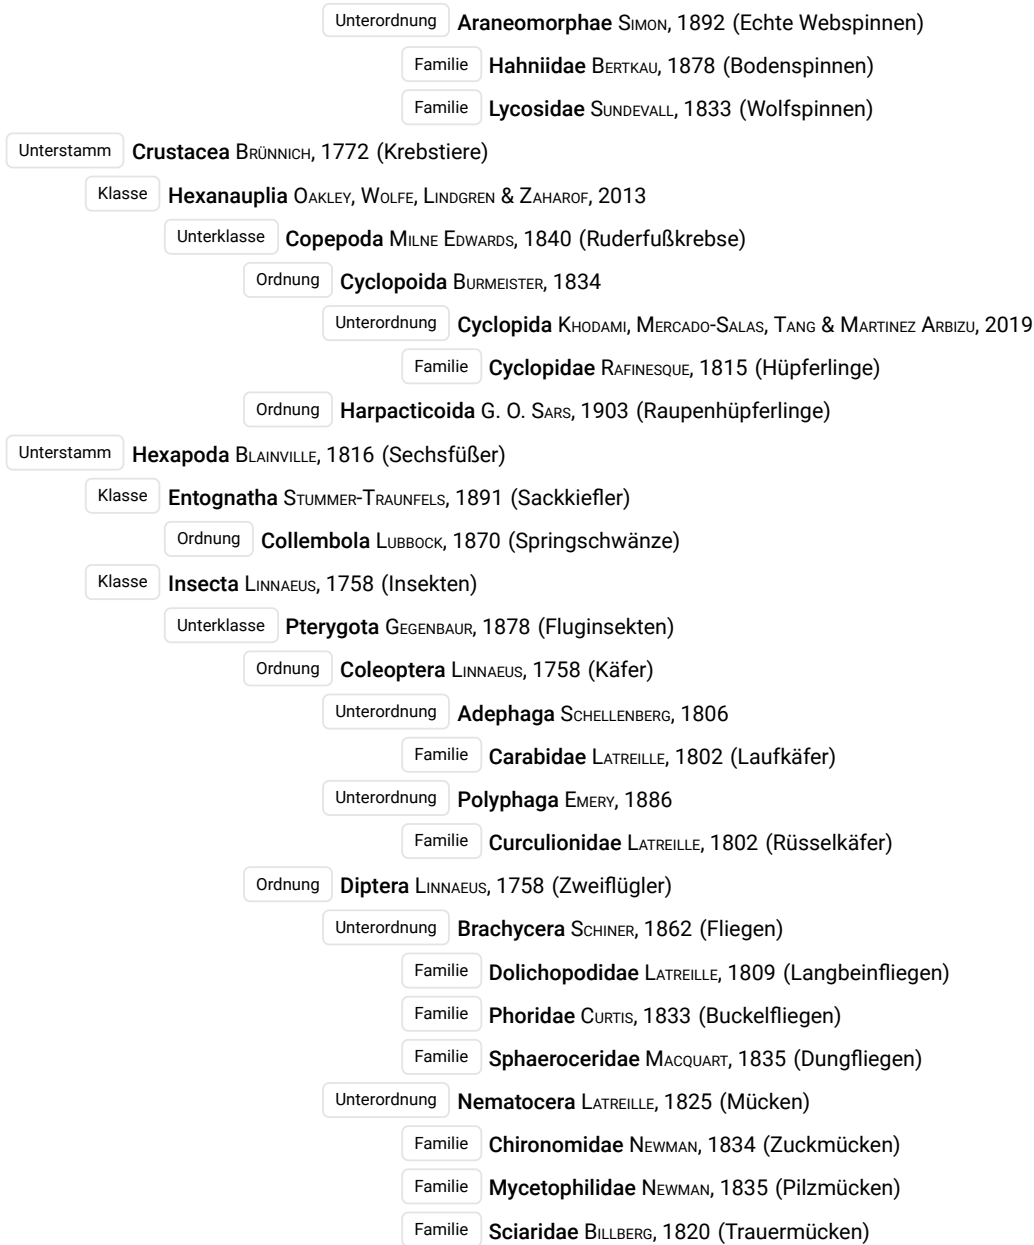 Unterordnung Araneomorphae Simon, 1892 (Echte Webspinnen)
Familie Hahniidae Bertkau, 1878 (Bodenspinnen)
Familie Lycosidae Sundevall, 1833 (Wolfspinnen)
Unterstamm Crustacea Brünnich, 1772 (Krebstiere)
Klasse Hexanauplia Oakley, Wolfe, Lindgren & Zaharof, 2013
Unterklasse Copepoda Milne Edwards, 1840 (Ruderfußkrebse)
Ordnung Cyclopoida Burmeister, 1834
Unterordnung Cyclopida Khodami, Mercado-Salas, Tang & Martinez Arbizu, 2019
Familie Cyclopidae Rafinesque, 1815 (Hüpferlinge)
Ordnung Harpacticoida G. O. Sars, 1903 (Raupenhüpferlinge)
Unterstamm Hexapoda Blainville, 1816 (Sechsfüßer)
Klasse Entognatha Stummer-Traunfels, 1891 (Sackkiefler)
Ordnung Collembola Lubbock, 1870 (Springschwänze)
Klasse Insecta Linnaeus, 1758 (Insekten)
Unterklasse Pterygota Gegenbaur, 1878 (Fluginsekten)
Ordnung Coleoptera Linnaeus, 1758 (Käfer)
Unterordnung Adephaga Schellenberg, 1806
Familie Carabidae Latreille, 1802 (Laufkäfer)
Unterordnung Polyphaga Emery, 1886
Familie Curculionidae Latreille, 1802 (Rüsselkäfer)
Ordnung Diptera Linnaeus, 1758 (Zweiflügler)
Unterordnung Brachycera Schiner, 1862 (Fliegen)
Familie Dolichopodidae Latreille, 1809 (Langbeinfliegen)
Familie Phoridae Curtis, 1833 (Buckelfliegen)
Familie Sphaeroceridae Macquart, 1835 (Dungfliegen)
Unterordnung Nematocera Latreille, 1825 (Mücken)
Familie Chironomidae Newman, 1834 (Zuckmücken)
Familie Mycetophilidae Newman, 1835 (Pilzmücken)
Familie Sciaridae Billberg, 1820 (Trauermücken)